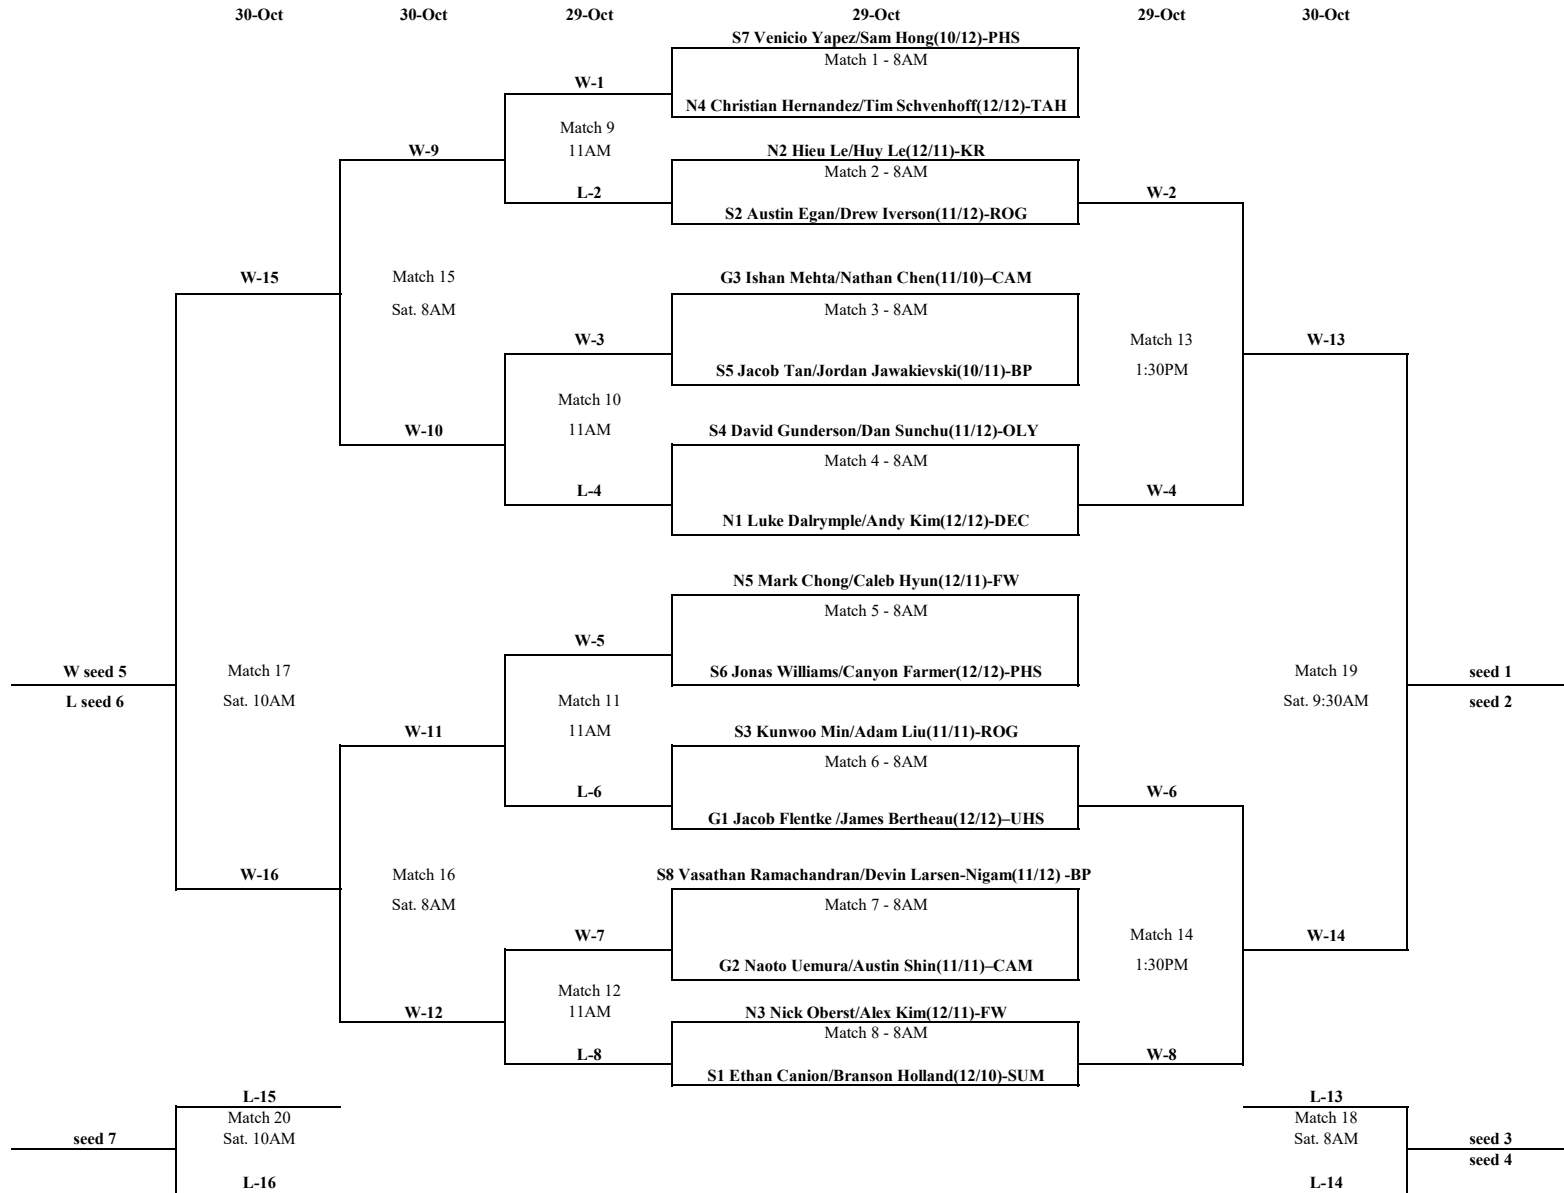 30-Oct 30-Oct 29-Oct 29-Oct 29-Oct 30-Oct
S7 Venicio Yapez/Sam Hong(10/12)-PHS
Match 1 - 8AM
W-1
N4 Christian Hernandez/Tim Schvenhoff(12/12)-TAH
Match 9
W-9 11AM N2 Hieu Le/Huy Le(12/11)-KR
Match 2 - 8AM
L-2 W-2
S2 Austin Egan/Drew Iverson(11/12)-ROG
W-15 Match 15 G3 Ishan Mehta/Nathan Chen(11/10)–CAM
Sat. 8AM Match 3 - 8AM
W-3 Match 13 W-13
S5 Jacob Tan/Jordan Jawakievski(10/11)-BP 1:30PM
Match 10
W-10 11AM S4 David Gunderson/Dan Sunchu(11/12)-OLY
Match 4 - 8AM
L-4 W-4
N1 Luke Dalrymple/Andy Kim(12/12)-DEC
N5 Mark Chong/Caleb Hyun(12/11)-FW
Match 5 - 8AM
W-5
W seed 5 Match 17 S6 Jonas Williams/Canyon Farmer(12/12)-PHS Match 19 seed 1
L seed 6 Sat. 10AM Match 11 Sat. 9:30AM seed 2
W-11 11AM S3 Kunwoo Min/Adam Liu(11/11)-ROG
Match 6 - 8AM
L-6 W-6
G1 Jacob Flentke /James Bertheau(12/12)–UHS
W-16 Match 16 S8 Vasathan Ramachandran/Devin Larsen-Nigam(11/12) -BP
Sat. 8AM Match 7 - 8AM
W-7 Match 14 W-14
G2 Naoto Uemura/Austin Shin(11/11)–CAM 1:30PM
Match 12
W-12 11AM N3 Nick Oberst/Alex Kim(12/11)-FW
Match 8 - 8AM
L-8 W-8
S1 Ethan Canion/Branson Holland(12/10)-SUM
L-15 L-13
Match 20 Match 18
seed 7 Sat. 10AM Sat. 8AM seed 3
seed 4
L-16 L-14